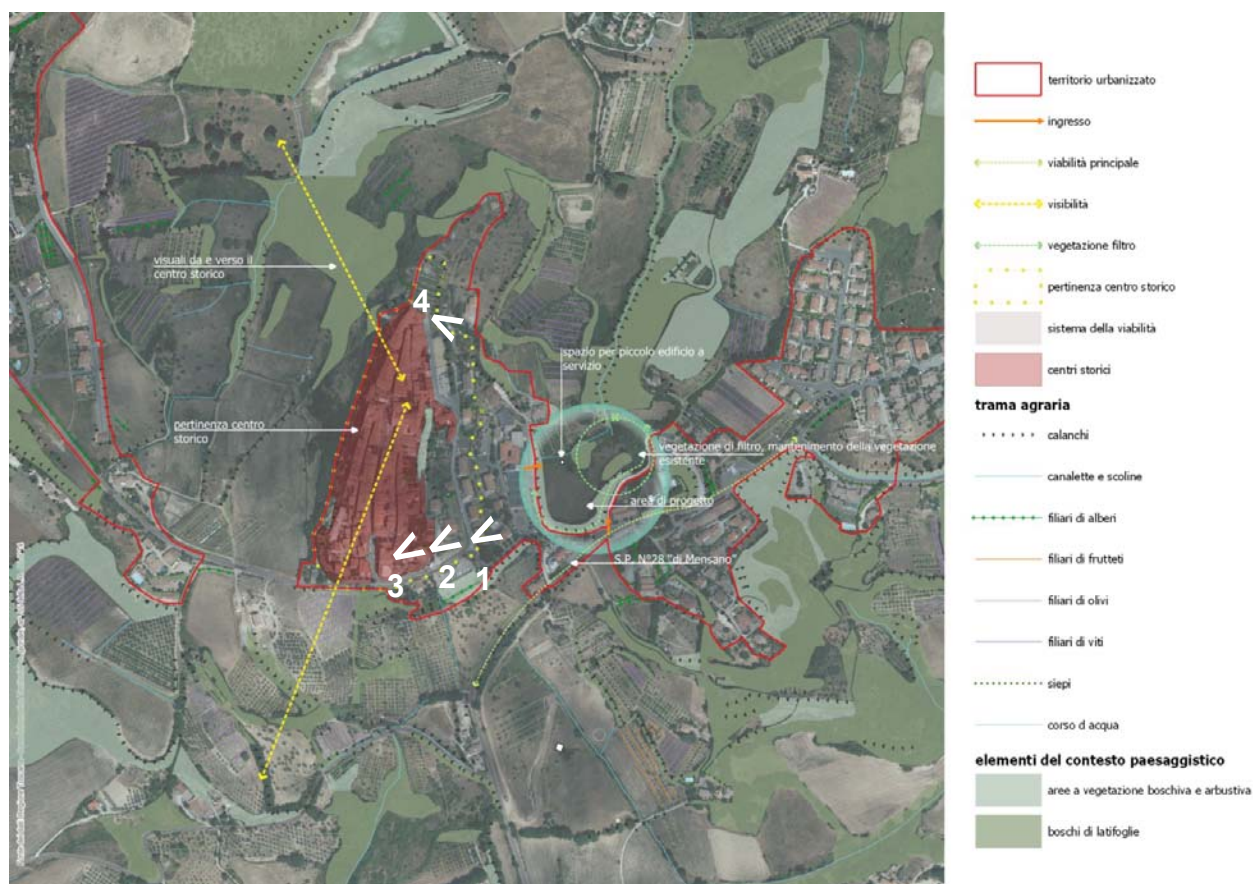 visuali da e verso il
centro storico
4
spazio per piccolo edificio a
servizio
pertinenza centro
storico
vegetazione di filtro, mantenimento della vegetazione
esistente
area di progetto
S.P. N°28 "di Mensano"
3
2
1
territorio urbanizzato
ingresso
viabilità principale
visibilità
vegetazione filtro
pertinenza centro storico
sistema della viabilità
centri storici
trama agraria
calanchi
canalette e scoline
filiari di alberi
filiari di frutteti
filiari di olivi
filiari di viti
siepi
corso d acqua
elementi del contesto paesaggistico
aree a vegetazione boschiva e arbustiva
boschi di latifoglie